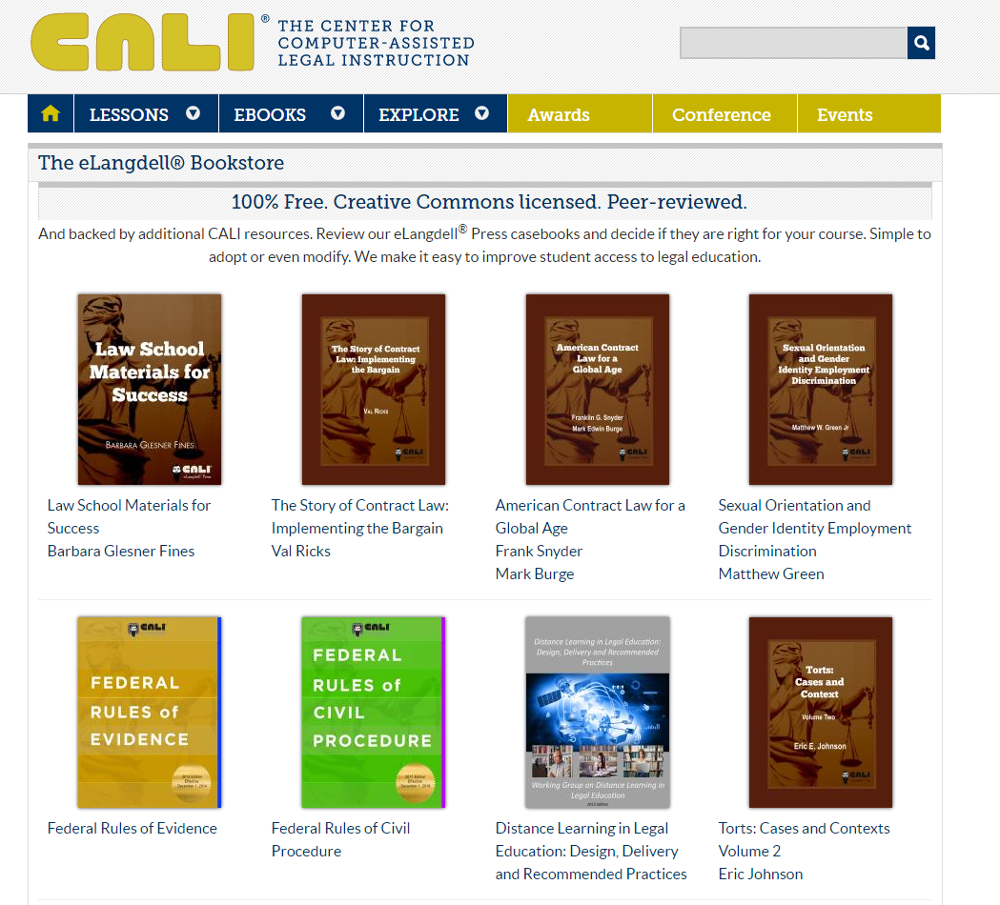 CALI® THE CENTER FOR
COMPUTER-ASSISTED
LEGAL INSTRUCTION
LESSONS EBOOKS EXPLORE Awards Conference Events
The eLangdell® Bookstore
100% Free. Creative Commons licensed. Peer-reviewed.
And backed by additional CALI resources. Review our eLangdell® Press casebooks and decide if they are right for your course. Simple to
adopt or even modify. We make it easy to improve student access to legal education.
Law School
Materials for
Success
Barbara Glesner Fines
CALI
eLangdell Press
The Story of Contract
Law: Implementing
the Bargain
Val Ricks
CALI
American Contract
Law for a
Global Age
Franklin G. Snyder
Mark Edwin Burge
CALI
Sexual Orientation
and Gender
Identity Employment
Discrimination
Matthew W. Green Jr
CALI
Law School Materials for
Success
Barbara Glesner Fines
The Story of Contract Law:
Implementing the Bargain
Val Ricks
American Contract Law for a
Global Age
Frank Snyder
Mark Burge
Sexual Orientation and
Gender Identity Employment
Discrimination
Matthew Green
CALI
FEDERAL
RULES of
EVIDENCE
CALI
FEDERAL
RULES of
CIVIL
PROCEDURE
Distance Learning in Legal Education:
Design, Delivery and Recommended
Practices
Working Group on Distance Learning in
Legal Education
2015 Edition
Torts:
Cases and
Context
Volume Two
Eric E. Johnson
CALI
Federal Rules of Evidence
Federal Rules of Civil
Procedure
Distance Learning in Legal
Education: Design, Delivery
and Recommended Practices
Torts: Cases and Contexts
Volume 2
Eric Johnson